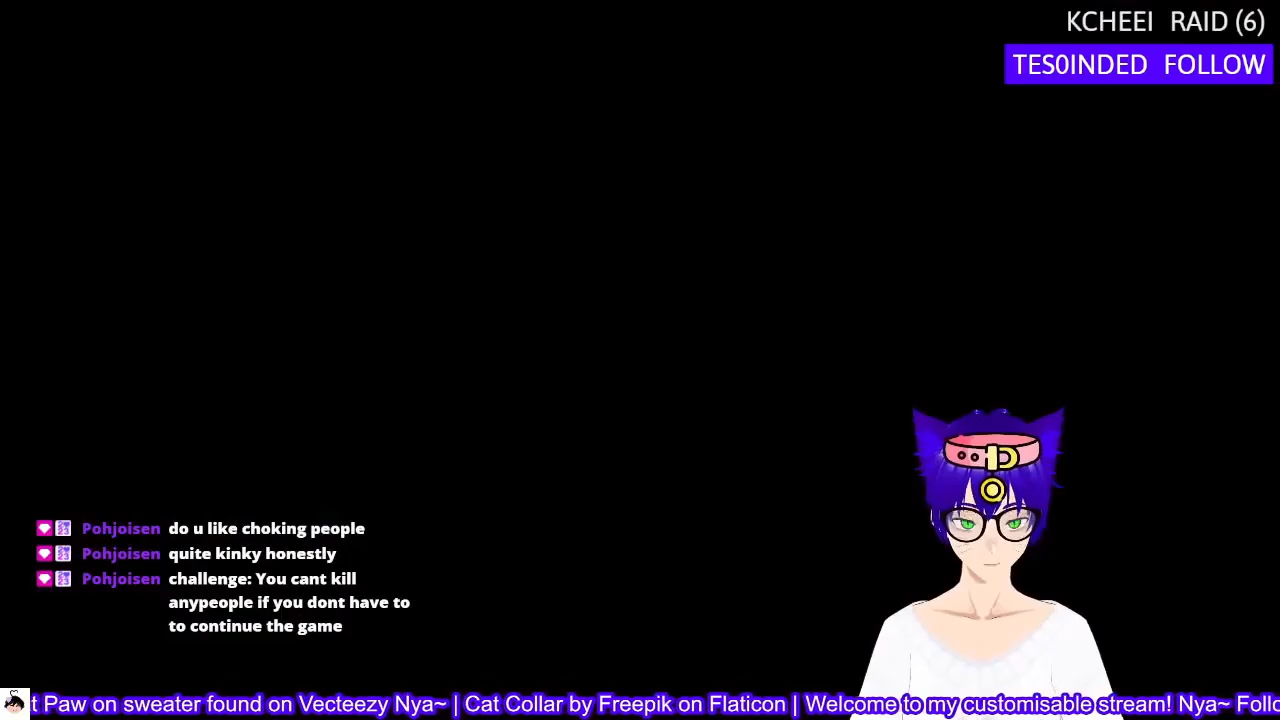 KCHEEI RAID (6)
TES0INDED FOLLOW
Pohjoisen do u like choking people
Pohjoisen quite kinky honestly
Pohjoisen challenge: You cant kill
anypeople if you dont have to
to continue the game
t Paw on sweater found on Vecteezy Nya~ | Cat Collar by Freepik on Flaticon | Welcome to my customisable stream! Nya~ Follo